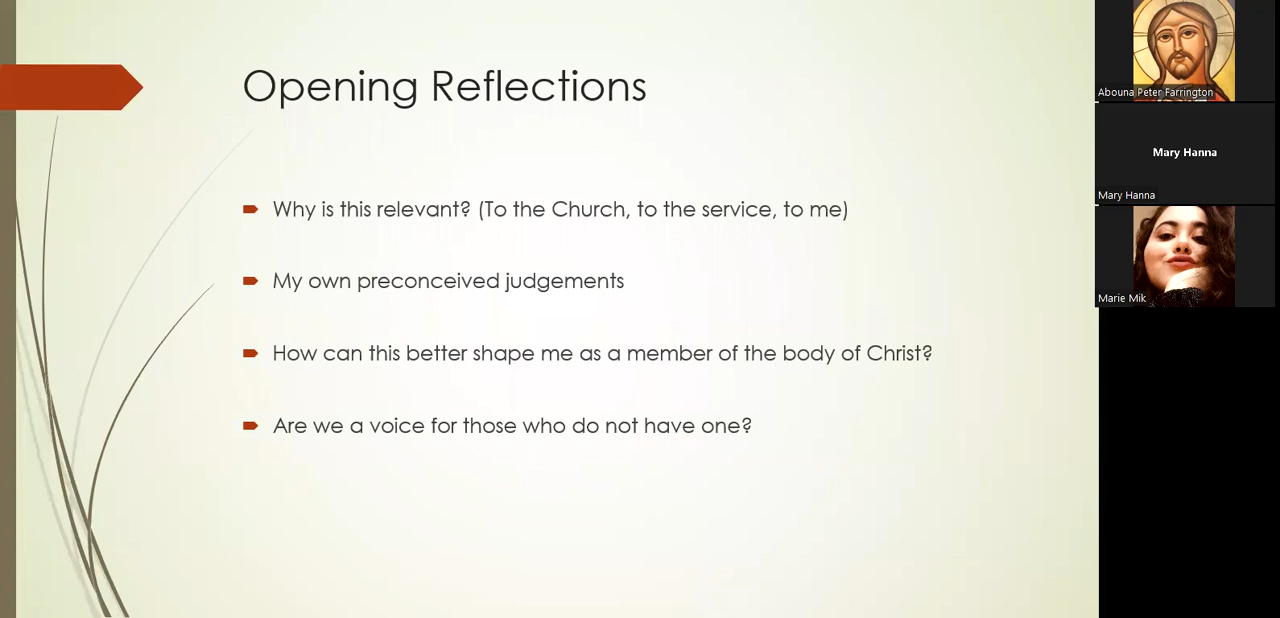 Opening Reflections
Why is this relevant? (To the Church, to the service, to me)
My own preconceived judgements
How can this better shape me as a member of the body of Christ?
Are we a voice for those who do not have one?
Abouna Peter Farrington
Mary Hanna
Mary Hanna
Marie Mik